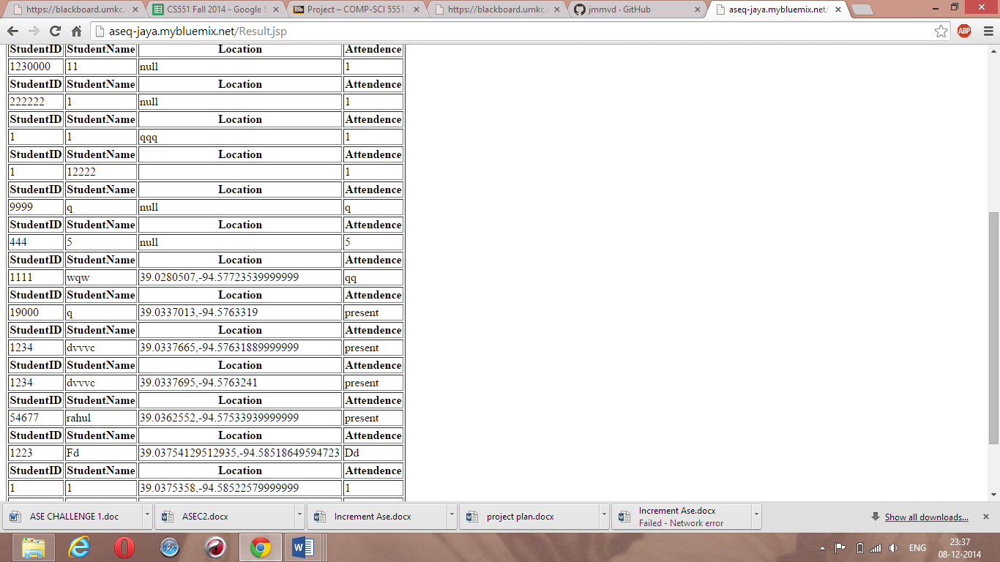 https://blackboard.umkc.e
CS551 Fall 2014 - Google S
Project – COMP-SCI 5551
https://blackboard.umkc.e
jmmvd · GitHub
aseq-jaya.mybluemix.net/
aseq-jaya.mybluemix.net/Result.jsp
ABP
StudentID StudentName Location Attendence
1230000 11 null 1
StudentID StudentName Location Attendence
222222 1 null 1
StudentID StudentName Location Attendence
1 1 qqq 1
StudentID StudentName Location Attendence
1 12222 1
StudentID StudentName Location Attendence
9999 q null q
StudentID StudentName Location Attendence
444 5 null 5
StudentID StudentName Location Attendence
1111 wqw 39.0280507,-94.57723539999999 qq
StudentID StudentName Location Attendence
19000 q 39.0337013,-94.5763319 present
StudentID StudentName Location Attendence
1234 dvvvc 39.0337665,-94.57631889999999 present
StudentID StudentName Location Attendence
1234 dvvvc 39.0337695,-94.5763241 present
StudentID StudentName Location Attendence
54677 rahul 39.0362552,-94.57533939999999 present
StudentID StudentName Location Attendence
1223 Fd 39.03754129512935,-94.58518649594723 Dd
StudentID StudentName Location Attendence
1 1 39.0375358,-94.58522579999999 1
ASE CHALLENGE 1.doc
ASEC2.docx
Increment Ase.docx
project plan.docx
Increment Ase.docx
Failed - Network error
Show all downloads...
ENG
23:37
08-12-2014